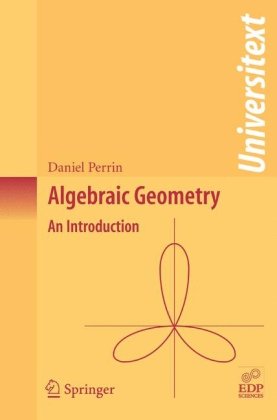 Universitext
Daniel Perrin
Algebraic Geometry
An Introduction
Springer
EDP
SCIENCES